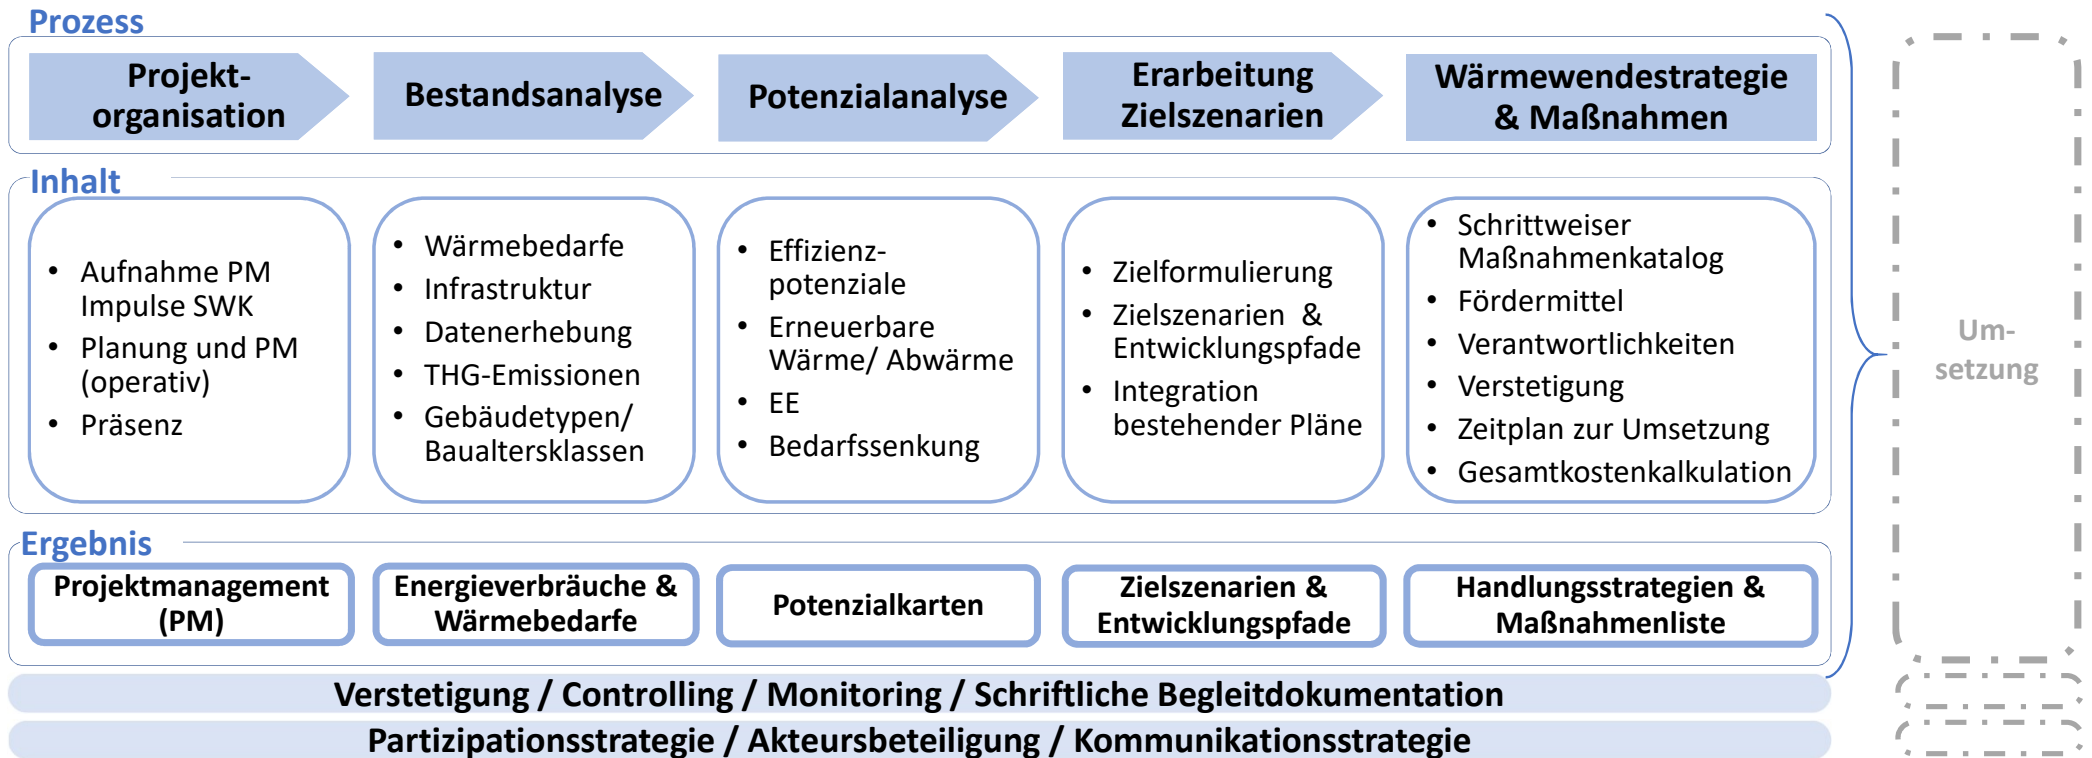 Prozess
Projekt-
organisation
Bestandsanalyse
Potenzialanalyse
Erarbeitung
Zielszenarien
Wärmewendestrategie
& Maßnahmen
Inhalt
• Aufnahme PM
Impulse SWK
• Planung und PM
(operativ)
• Präsenz
• Wärmebedarfe
• Infrastruktur
• Datenerhebung
• THG-Emissionen
• Gebäudetypen/
Baualtersklassen
• Effizienz-
potenziale
• Erneuerbare
Wärme/ Abwärme
• EE
• Bedarfssenkung
• Zielformulierung
• Zielszenarien &
Entwicklungspfade
• Integration
bestehender Pläne
• Schrittweiser
Maßnahmenkatalog
• Fördermittel
• Verantwortlichkeiten
• Verstetigung
• Zeitplan zur Umsetzung
• Gesamtkostenkalkulation
Um-
setzung
Ergebnis
Projektmanagement
(PM)
Energieverbräuche &
Wärmebedarfe
Potenzialkarten
Zielszenarien &
Entwicklungspfade
Handlungsstrategien &
Maßnahmenliste
Verstetigung / Controlling / Monitoring / Schriftliche Begleitdokumentation
Partizipationsstrategie / Akteursbeteiligung / Kommunikationsstrategie